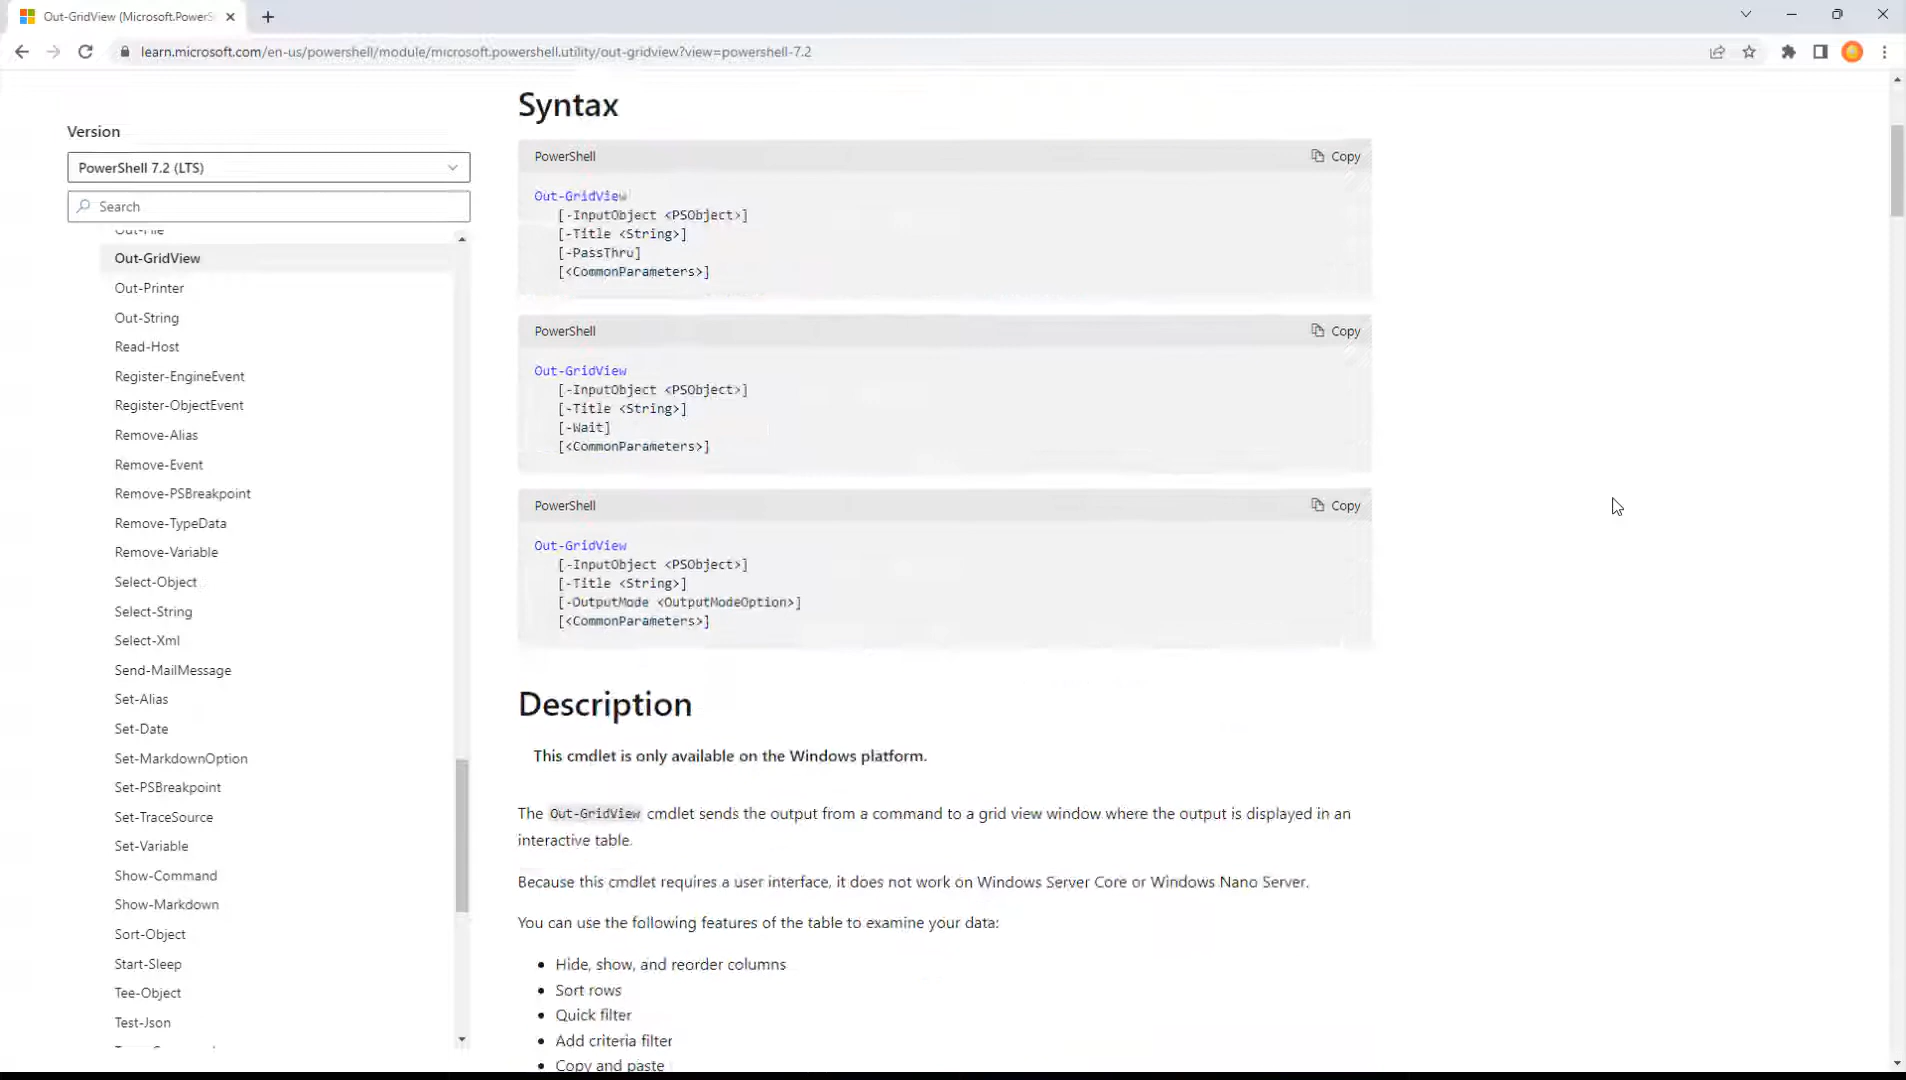 Out-GridView (Microsoft.PowerS
learn.microsoft.com/en-us/powershell/module/microsoft.powershell.utility/out-gridview?view=powershell-7.2
Version
PowerShell 7.2 (LTS)
Search
Out-File
Out-GridView
Out-Printer
Out-String
Read-Host
Register-EngineEvent
Register-ObjectEvent
Remove-Alias
Remove-Event
Remove-PSBreakpoint
Remove-TypeData
Remove-Variable
Select-Object
Select-String
Select-Xml
Send-MailMessage
Set-Alias
Set-Date
Set-MarkdownOption
Set-PSBreakpoint
Set-TraceSource
Set-Variable
Show-Command
Show-Markdown
Sort-Object
Start-Sleep
Tee-Object
Test-Json
Syntax
PowerShell
Copy
Out-GridView
[-InputObject <PSObject>]
[-Title <String>]
[-PassThru]
[<CommonParameters>]
PowerShell
Copy
Out-GridView
[-InputObject <PSObject>]
[-Title <String>]
[-Wait]
[<CommonParameters>]
PowerShell
Copy
Out-GridView
[-InputObject <PSObject>]
[-Title <String>]
[-OutputMode <OutputModeOption>]
[<CommonParameters>]
Description
This cmdlet is only available on the Windows platform.
The Out-GridView cmdlet sends the output from a command to a grid view window where the output is displayed in an
interactive table.
Because this cmdlet requires a user interface, it does not work on Windows Server Core or Windows Nano Server.
You can use the following features of the table to examine your data:
• Hide, show, and reorder columns
• Sort rows
• Quick filter
• Add criteria filter
• Copy and paste